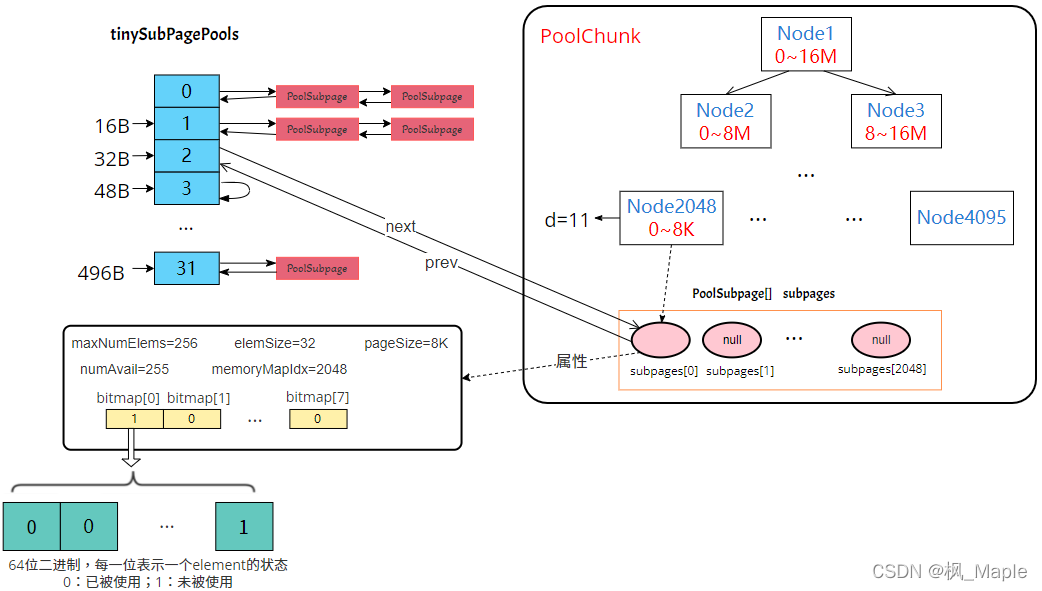 tinySubPagePools
0
PoolSubpage
PoolSubpage
16B
1
PoolSubpage
PoolSubpage
32B
2
48B
3
...
496B
31
PoolSubpage
next
prev
PoolChunk
Node1
0~16M
Node2
0~8M
Node3
8~16M
...
d=11
Node2048
0~8K
...
...
Node4095
PoolSubpage[] subpages
null
...
null
subpages[0]
subpages[1]
subpages[2048]
属性
maxNumElems=256
elemSize=32
pageSize=8K
numAvail=255
memoryMapIdx=2048
bitmap[0]
bitmap[1]
bitmap[7]
1
0
...
0
0
0
...
1
64位二进制，每一位表示一个element的状态
0：已被使用；1：未被使用
CSDN @枫_Maple